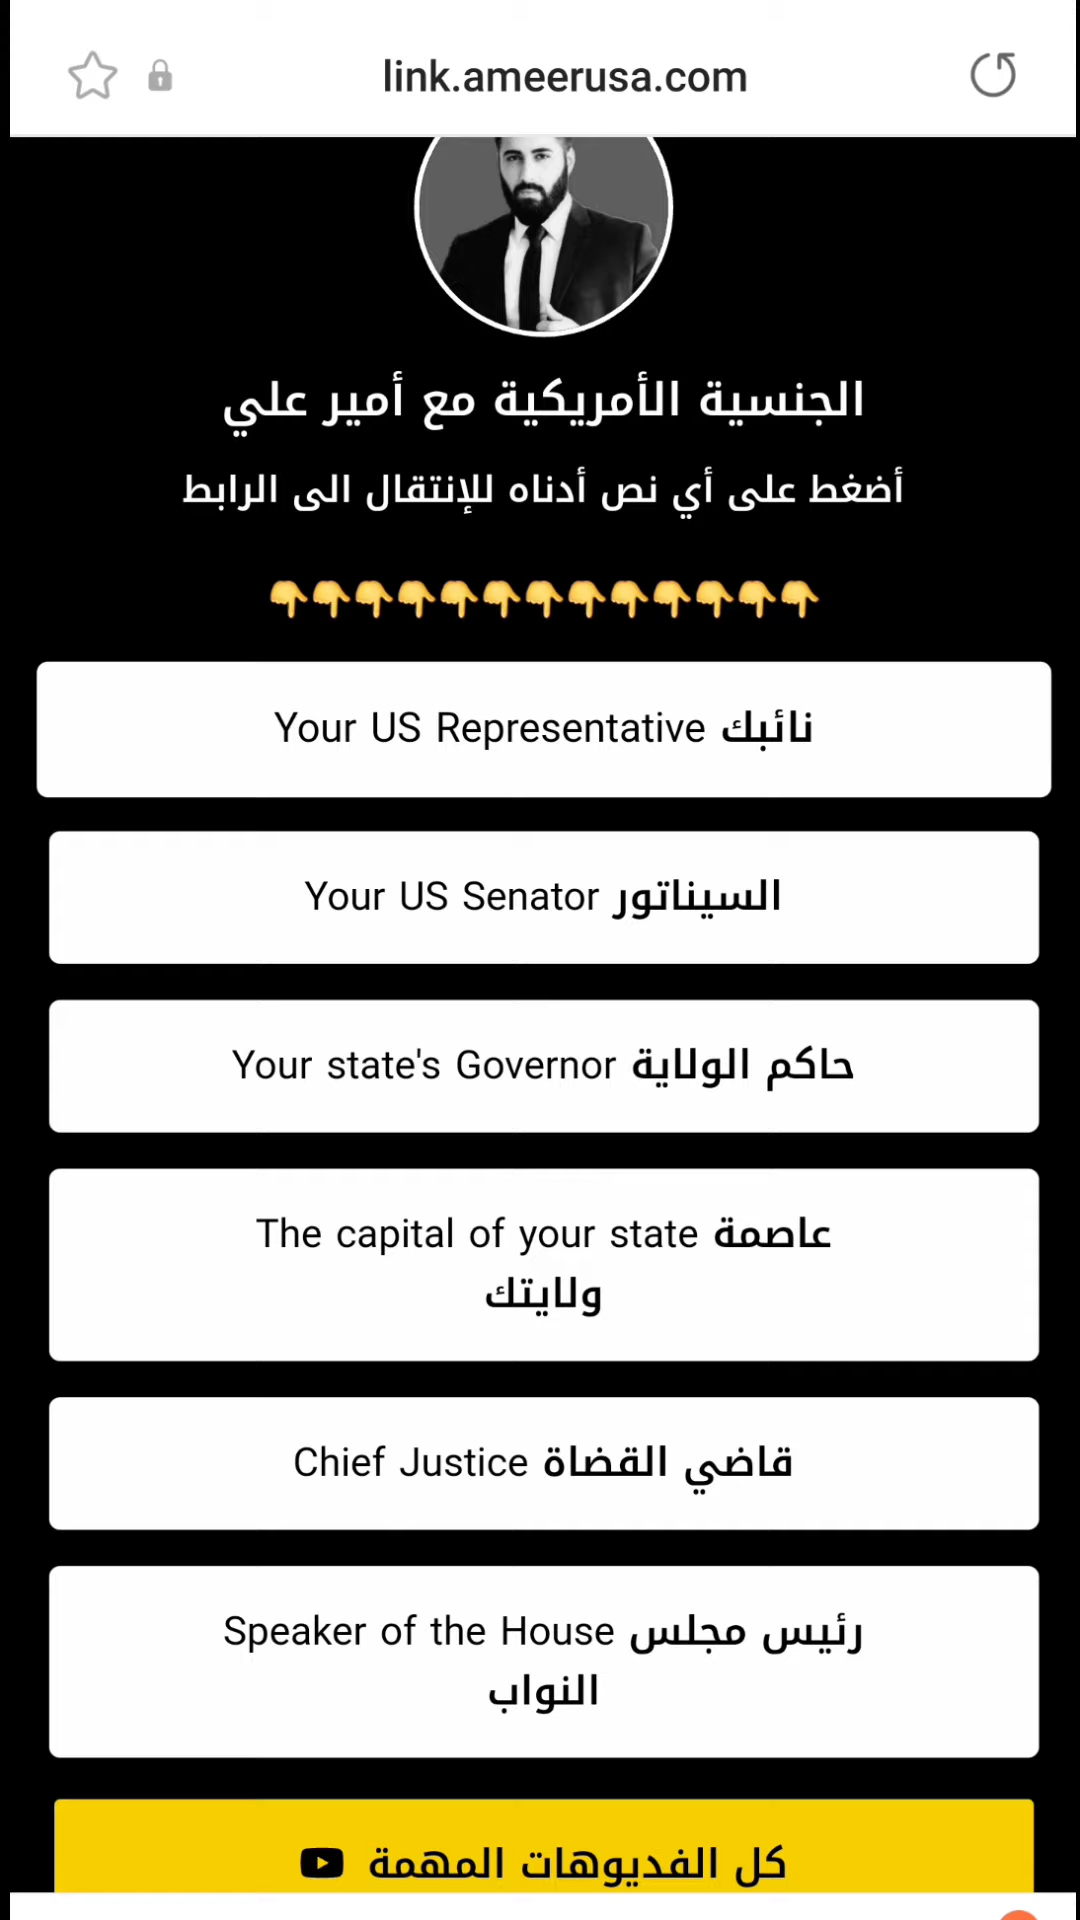 link.ameerusa.com
الجنسية الأمريكية مع أمير علي
أضغط على أي نص أدناه للإنتقال الى الرابط
👇👇👇👇👇👇👇👇👇👇👇👇👇
Your US Representative نائبك
Your US Senator السيناتور
Your state's Governor حاكم الولاية
The capital of your state عاصمة
ولايتك
Chief Justice قاضي القضاة
Speaker of the House رئيس مجلس
النواب
كل الفديوهات المهمة